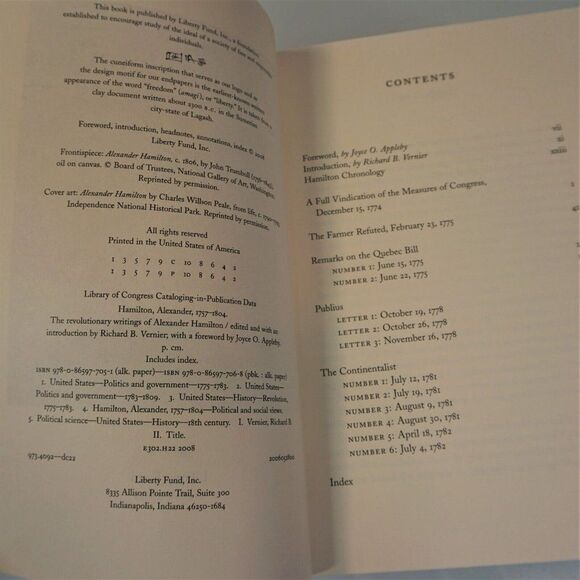 This book is published by Liberty Fund, Inc., a foundation
established to encourage study of the ideal of a society of free and responsible
individuals.
The cuneiform inscription that serves as our logo and as
the design motif for our endpapers is the earliest-known written
appearance of the word "freedom" (amagi), or "liberty." It is taken from a
clay document written about 2300 B.C. in the Sumerian
city-state of Lagash.
Foreword, introduction, headnotes, annotations, index © 2008
Liberty Fund, Inc.
Frontispiece: Alexander Hamilton, c. 1806, by John Trumbull (1756–1843),
oil on canvas. © Board of Trustees, National Gallery of Art, Washington.
Reprinted by permission.
Cover art: Alexander Hamilton by Charles Willson Peale, from life, c. 1790–1795,
Independence National Historical Park. Reprinted by permission.
All rights reserved
Printed in the United States of America
1 3 5 7 9 C 10 8 6 4 2
1 3 5 7 9 P 10 8 6 4 2
Library of Congress Cataloging-in-Publication Data
Hamilton, Alexander, 1757–1804.
The revolutionary writings of Alexander Hamilton / edited and with an
introduction by Richard B. Vernier; with a foreword by Joyce O. Appleby.
p. cm.
Includes index.
ISBN 978-0-86597-705-1 (alk. paper)—ISBN 978-0-86597-706-8 (pbk. : alk. paper)
1. United States—Politics and government—1775–1783. 2. United States—
Politics and government—1783–1809. 3. United States—History—Revolution,
1775–1783. 4. Hamilton, Alexander, 1757–1804—Political and social views.
5. Political science—United States—History—18th century. I. Vernier, Richard B.
II. Title.
E302.H22 2008
973.4092—dc22
Liberty Fund, Inc.
8335 Allison Pointe Trail, Suite 300
Indianapolis, Indiana 46250-1684
CONTENTS
Foreword, by Joyce O. Appleby vii
Introduction, by Richard B. Vernier xi
Hamilton Chronology xxiii
A Full Vindication of the Measures of Congress,
December 15, 1774 1
The Farmer Refuted, February 23, 1775
Remarks on the Quebec Bill
NUMBER 1: June 15, 1775
NUMBER 2: June 22, 1775
Publius
LETTER 1: October 19, 1778
LETTER 2: October 26, 1778
LETTER 3: November 16, 1778
The Continentalist
NUMBER 1: July 12, 1781
NUMBER 2: July 19, 1781
NUMBER 3: August 9, 1781
NUMBER 4: August 30, 1781
NUMBER 5: April 18, 1782
NUMBER 6: July 4, 1782
Index